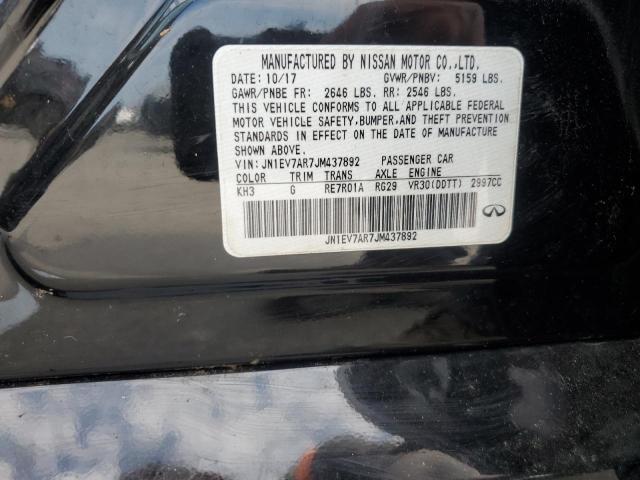 MANUFACTURED BY NISSAN MOTOR CO.,LTD.
DATE: 10/17 GVWR/PNBV: 5159 LBS.
GAWR/PNBE FR: 2646 LBS. RR: 2546 LBS.
THIS VEHICLE CONFORMS TO ALL APPLICABLE FEDERAL
MOTOR VEHICLE SAFETY,BUMPER,AND THEFT PREVENTION
STANDARDS IN EFFECT ON THE DATE OF MANUFACTURE
SHOWN ABOVE.
VIN: JN1EV7AR7JM437892 PASSENGER CAR
COLOR TRIM TRANS AXLE ENGINE
KH3 G RE7R01A RG29 VR30(DDTT) 2997CC
JN1EV7AR7JM437892